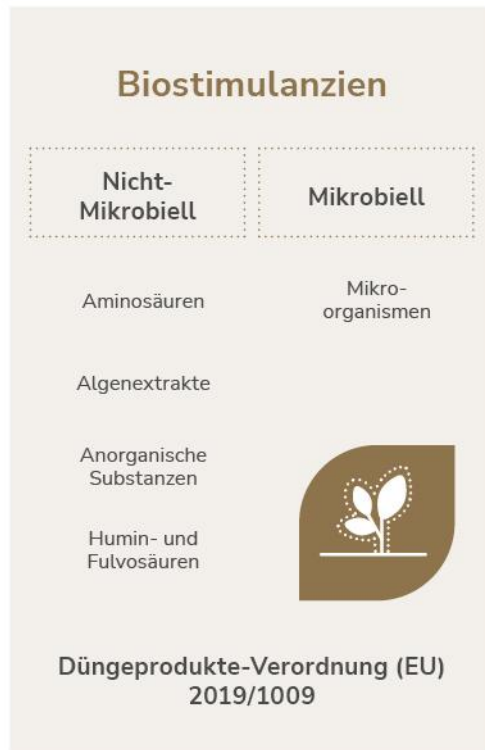 Biostimulanzien
Nicht-
Mikrobiell
Mikrobiell
Aminosäuren
Algenextrakte
Anorganische
Substanzen
Humin- und
Fulvosäuren
Mikro-
organismen
Düngeprodukte-Verordnung (EU)
2019/1009